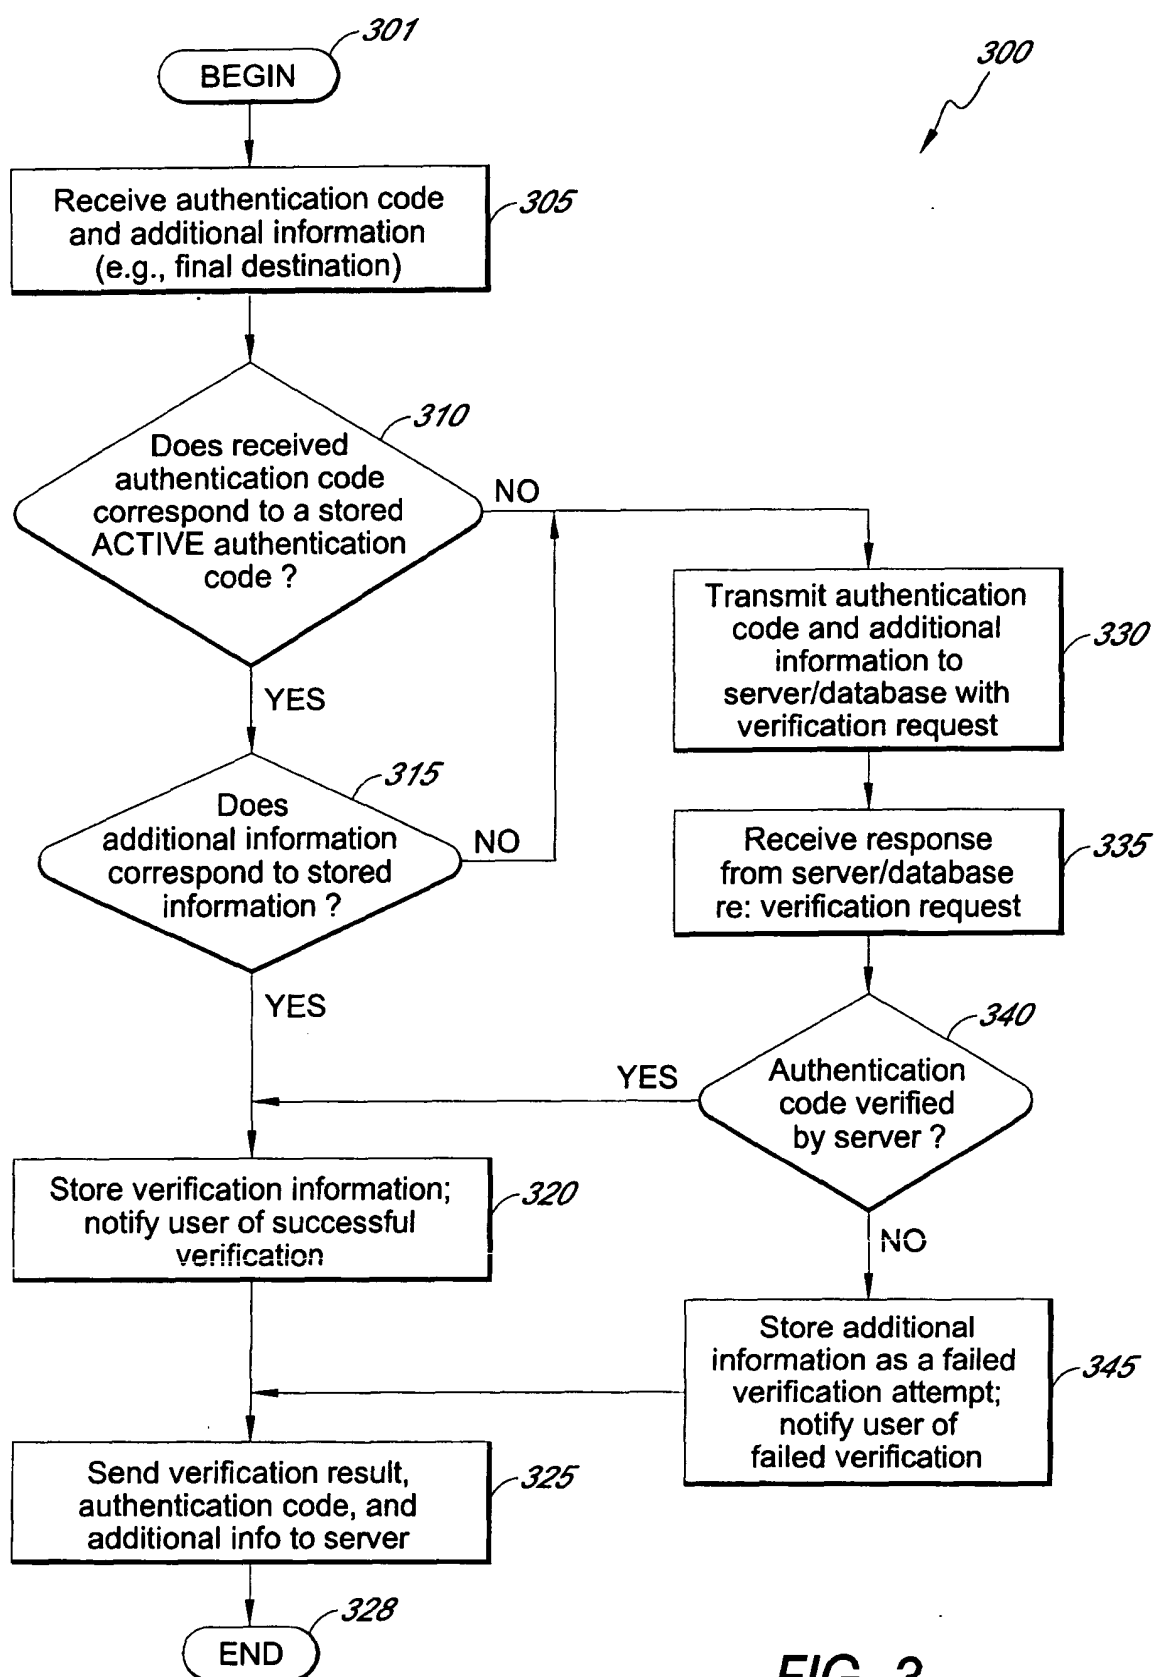 301
BEGIN
300
Receive authentication code
and additional information
(e.g., final destination)
305
310
Does received
authentication code
correspond to a stored
ACTIVE authentication
code ?
NO
YES
Transmit authentication
code and additional
information to
server/database with
verification request
330
315
Does
additional information
correspond to stored
information ?
NO
YES
Receive response
from server/database
re: verification request
335
340
Authentication
code verified
by server ?
YES
NO
Store verification information;
notify user of successful
verification
320
Store additional
information as a failed
verification attempt;
notify user of
failed verification
345
Send verification result,
authentication code, and
additional info to server
325
328
END
FIG. 3